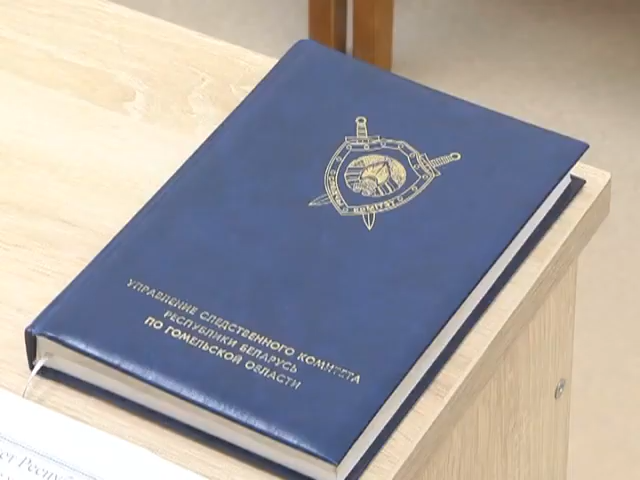 УПРАВЛЕНИЕ СЛЕДСТВЕННОГО КОМИТЕТА
РЕСПУБЛИКИ БЕЛАРУСЬ
ПО ГОМЕЛЬСКОЙ ОБЛАСТИ